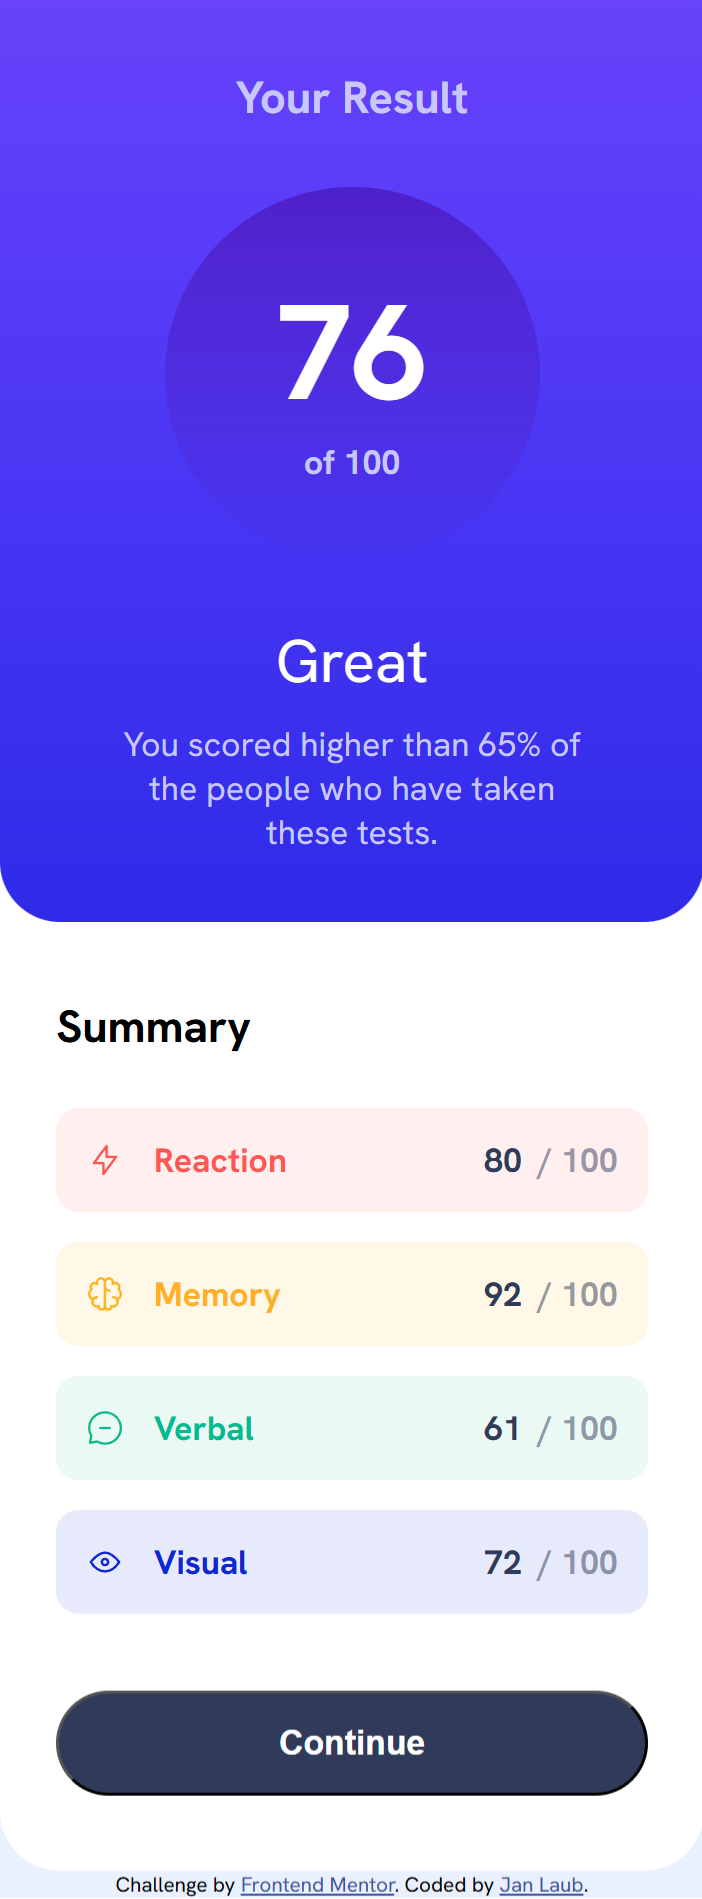 Your Result
76
of 100
Great
You scored higher than 65% of
the people who have taken
these tests.
Summary
Reaction 80 / 100
Memory 92 / 100
Verbal 61 / 100
Visual 72 / 100
Continue
Challenge by Frontend Mentor. Coded by Jan Laub.